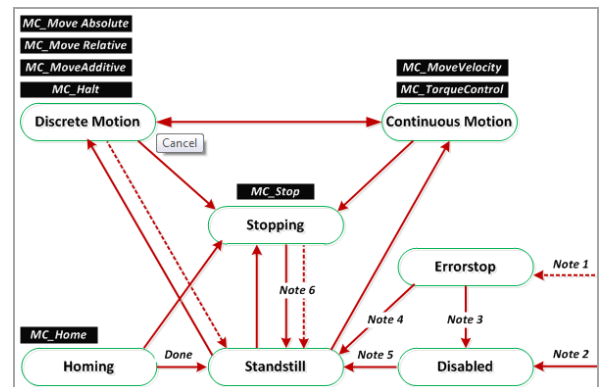 MC_Move Absolute
MC_Move Relative
MC_MoveAdditive
MC_Halt
Discrete Motion
MC_MoveVelocity
MC_TorqueControl
Continuous Motion
Cancel
MC_Stop
Stopping
Errorstop
Note 1
Note 6
Note 4
Note 3
MC_Home
Homing
Done
Standstill
Note 5
Disabled
Note 2